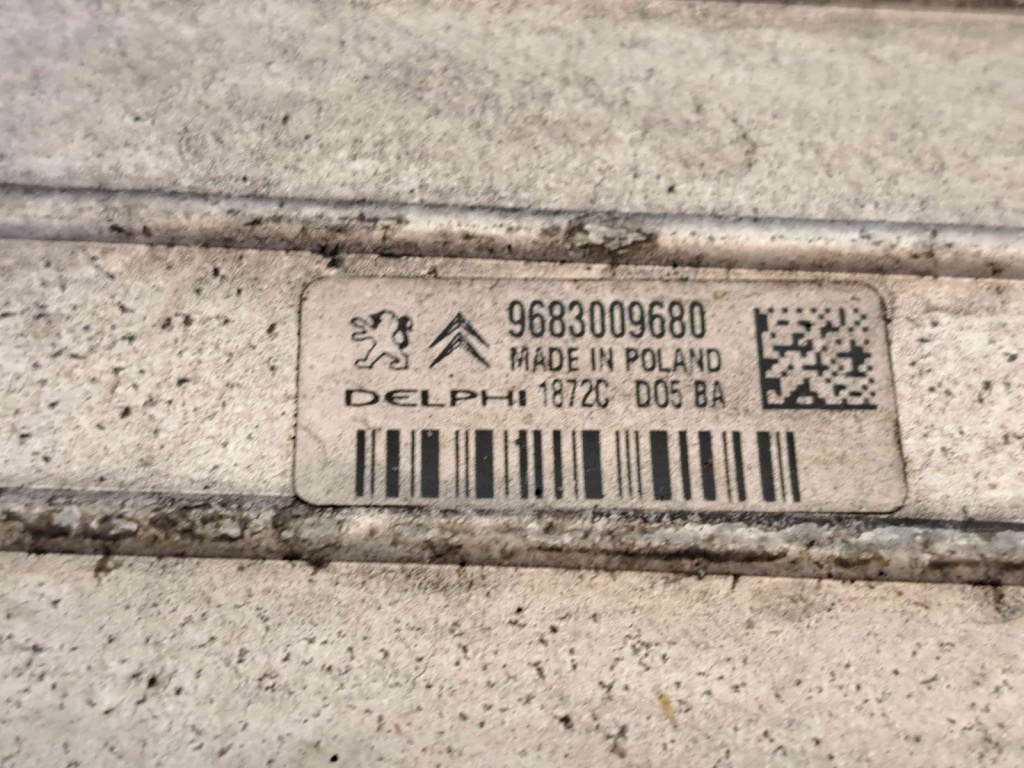 9683009680
MADE IN POLAND
DELPHI 1872C D05 BA